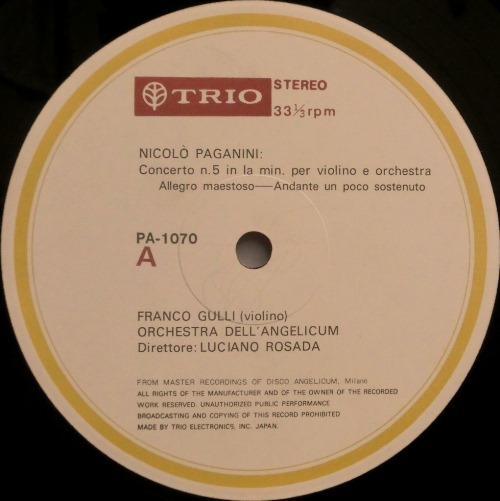 TRIO
STEREO
33⅓rpm
NICOLÒ PAGANINI:
Concerto n.5 in la min. per violino e orchestra
Allegro maestoso—Andante un poco sostenuto
PA-1070
A
FRANCO GULLI (violino)
ORCHESTRA DELL'ANGELICUM
Direttore: LUCIANO ROSADA
FROM MASTER RECORDINGS OF DISCO ANGELICUM, Milano
ALL RIGHTS OF THE MANUFACTURER AND OF THE OWNER OF THE RECORDED
WORK RESERVED. UNAUTHORIZED PUBLIC PERFORMANCE
BROADCASTING AND COPYING OF THIS RECORD PROHIBITED
MADE BY TRIO ELECTRONICS, INC. JAPAN.